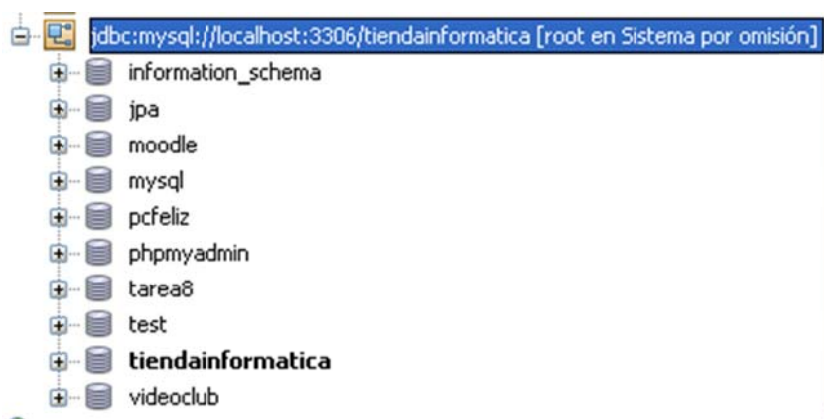 jdbc:mysql://localhost:3306/tiendainformatica [root en Sistema por omisión]
information_schema
jpa
moodle
mysql
pcfeliz
phpmyadmin
tarea8
test
tiendainformatica
videoclub